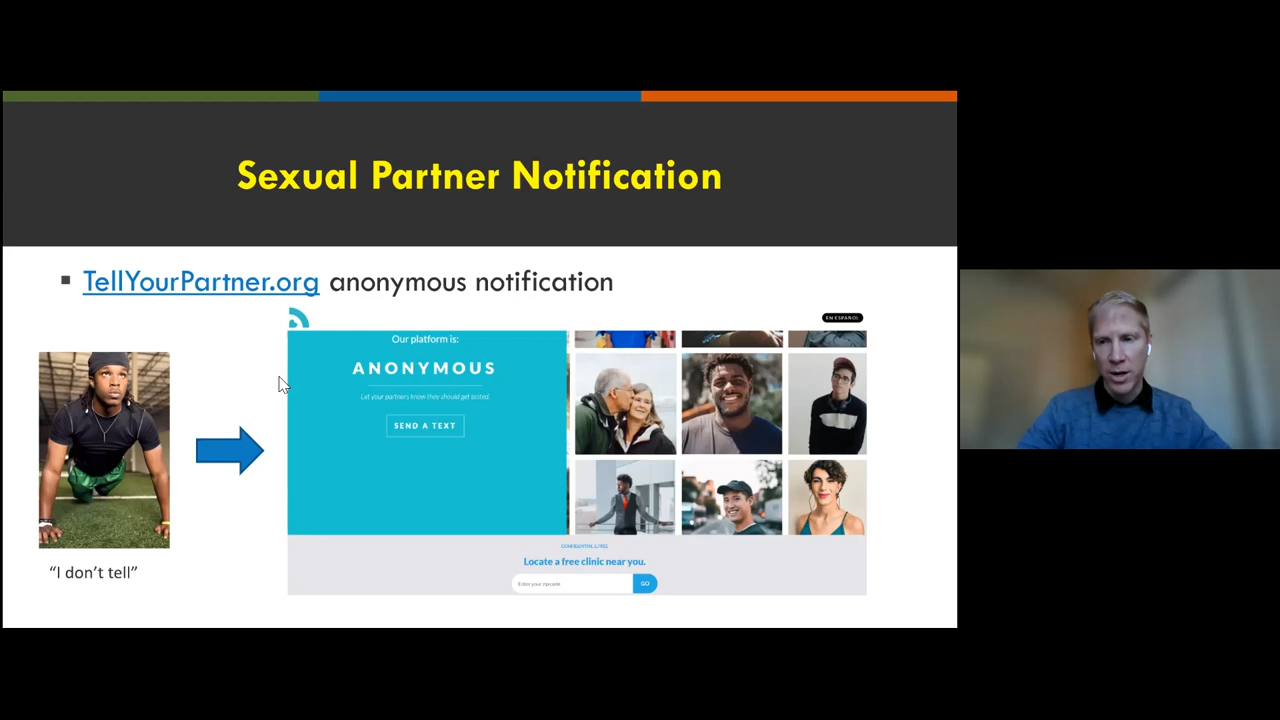 Sexual Partner Notification
TellYourPartner.org anonymous notification
EN ESPAÑOL
Our platform is:
ANONYMOUS
Let your partners know they should get tested.
SEND A TEXT
"I don't tell"
CONFIDENTIAL & FREE
Locate a free clinic near you.
Enter your zipcode
GO